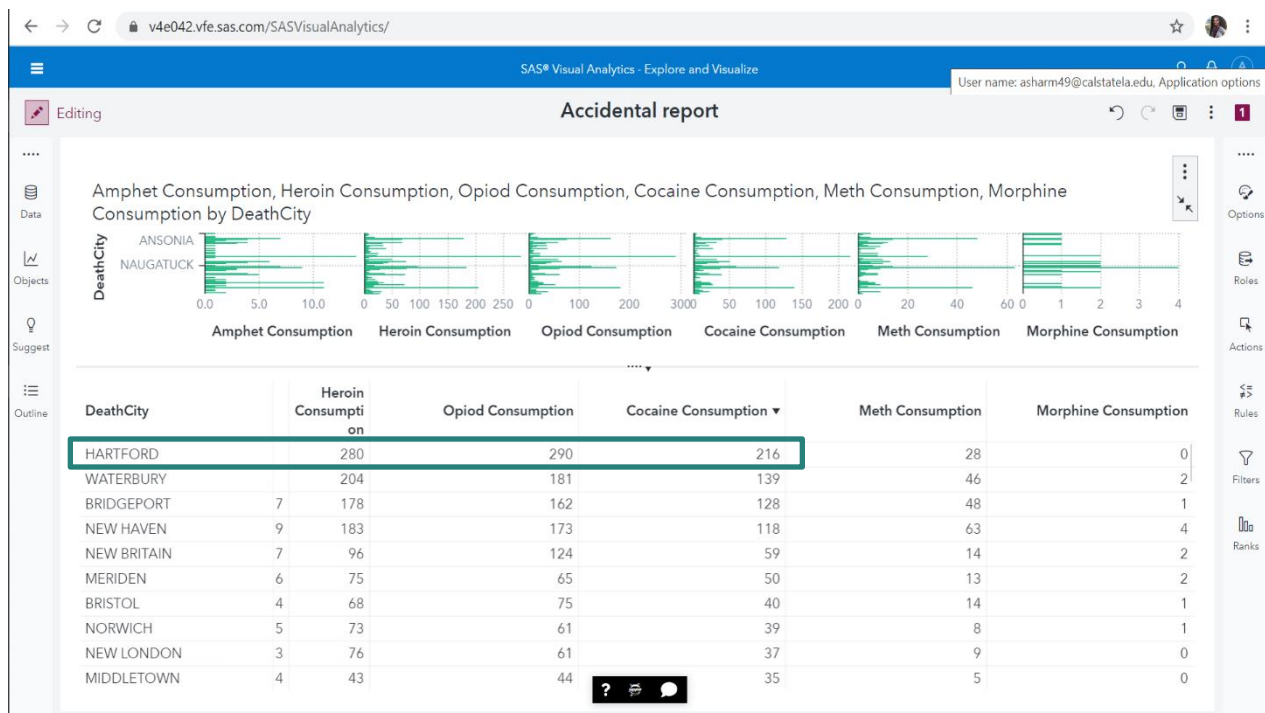 v4e042.vfe.sas.com/SASVisualAnalytics/
SAS® Visual Analytics - Explore and Visualize
User name: asharm49@calstatela.edu, Application options
Editing
Accidental report
1
Data
Objects
Suggest
Outline
Options
Roles
Actions
Rules
Filters
Ranks
Amphet Consumption, Heroin Consumption, Opiod Consumption, Cocaine Consumption, Meth Consumption, Morphine
Consumption by DeathCity
DeathCity
ANSONIA
NAUGATUCK
0.0 5.0 10.0 0 50 100 150 200 250 0 100 200 3000 50 100 150 200 0 20 40 60 0 1 2 3 4
Amphet Consumption Heroin Consumption Opiod Consumption Cocaine Consumption Meth Consumption Morphine Consumption
DeathCity Heroin Consumpti on Opiod Consumption Cocaine Consumption ▼ Meth Consumption Morphine Consumption
HARTFORD 280 290 216 28 0
WATERBURY 204 181 139 46 2
BRIDGEPORT 7 178 162 128 48 1
NEW HAVEN 9 183 173 118 63 4
NEW BRITAIN 7 96 124 59 14 2
MERIDEN 6 75 65 50 13 2
BRISTOL 4 68 75 40 14 1
NORWICH 5 73 61 39 8 1
NEW LONDON 3 76 61 37 9 0
MIDDLETOWN 4 43 44 35 5 0
?